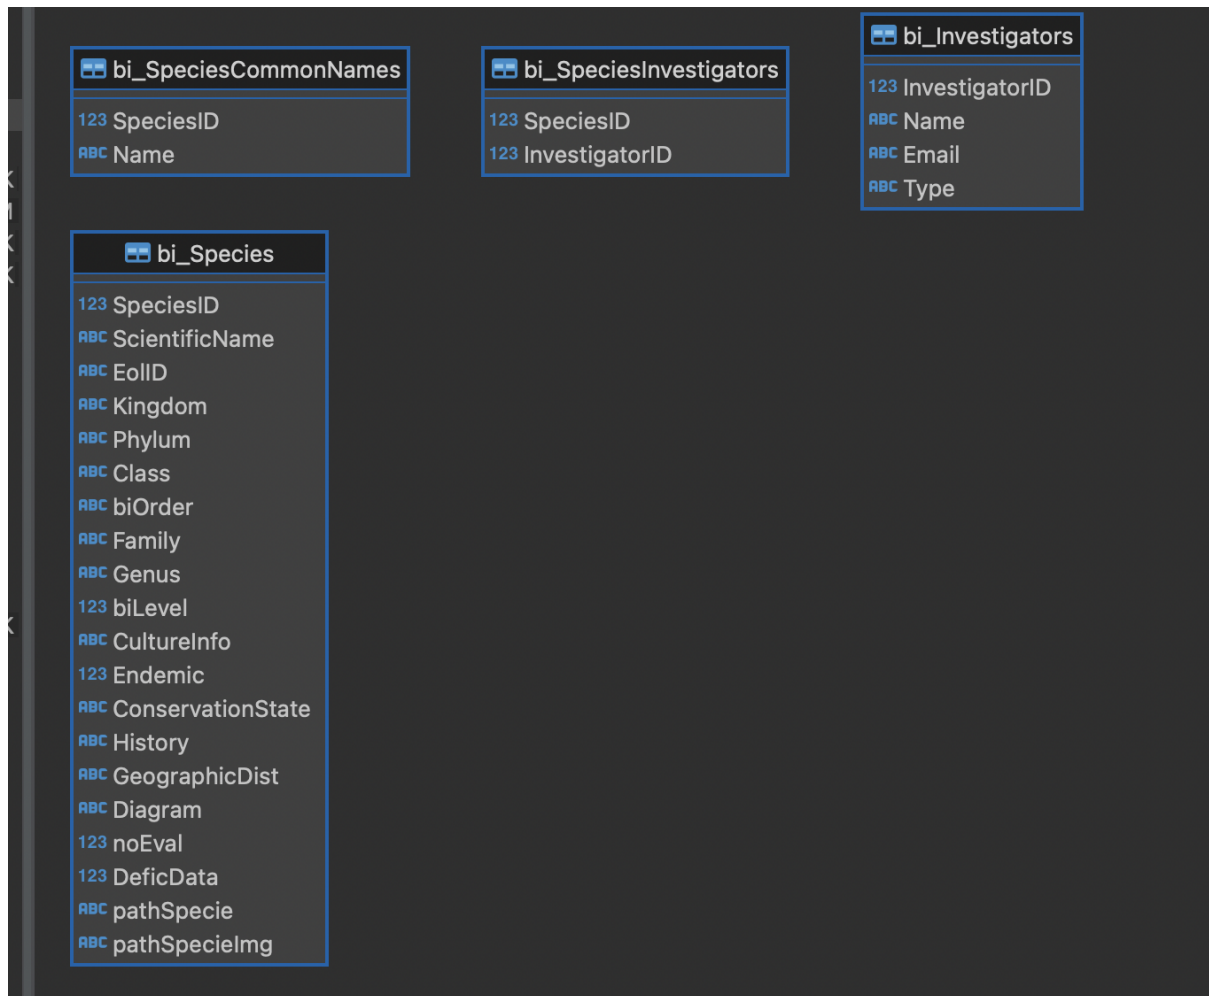 bi_SpeciesCommonNames
123 SpeciesID
ABC Name
bi_SpeciesInvestigators
123 SpeciesID
123 InvestigatorID
bi_Investigators
123 InvestigatorID
ABC Name
ABC Email
ABC Type
bi_Species
123 SpeciesID
ABC ScientificName
ABC EolID
ABC Kingdom
ABC Phylum
ABC Class
ABC biOrder
ABC Family
ABC Genus
123 biLevel
ABC CultureInfo
123 Endemic
ABC ConservationState
ABC History
ABC GeographicDist
ABC Diagram
123 noEval
123 DeficData
ABC pathSpecie
ABC pathSpecieImg